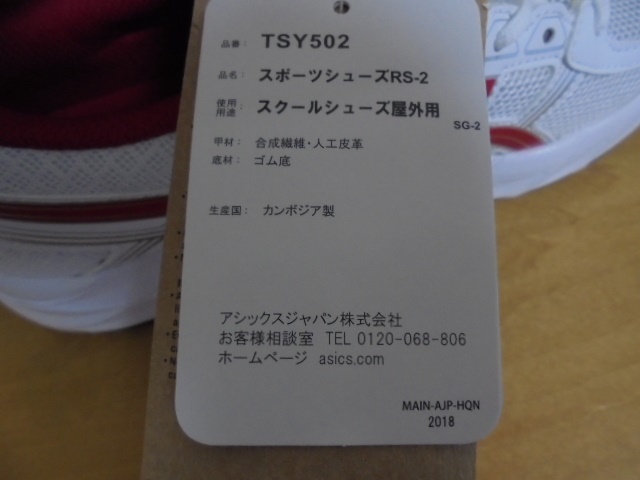 品番： TSY502
品名： スポーツシューズRS-2
使用用途： スクールシューズ屋外用
SG-2
甲材： 合成繊維・人工皮革
底材： ゴム底
生産国： カンボジア製
アシックスジャパン株式会社
お客様相談室 TEL 0120-068-806
ホームページ asics.com
MAIN-AJP-HQN
2018